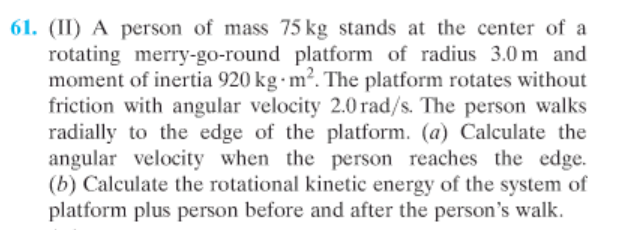 61. (II) A person of mass 75 kg stands at the center of a
rotating merry-go-round platform of radius 3.0 m and
moment of inertia 920 kg·m². The platform rotates without
friction with angular velocity 2.0 rad/s. The person walks
radially to the edge of the platform. (a) Calculate the
angular velocity when the person reaches the edge.
(b) Calculate the rotational kinetic energy of the system of
platform plus person before and after the person's walk.